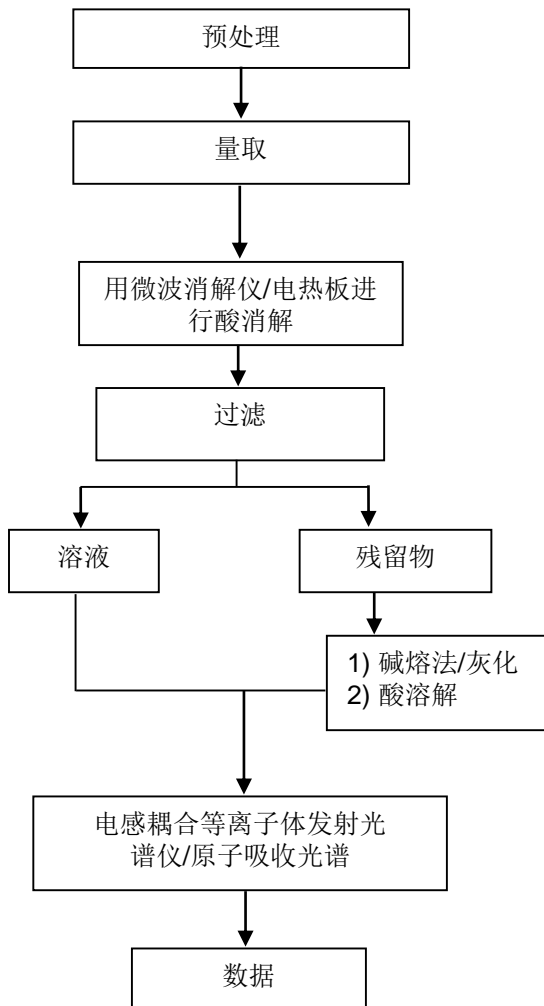 预处理
量取
用微波消解仪/电热板进
行酸消解
过滤
溶液
残留物
1) 碱熔法/灰化
2) 酸溶解
电感耦合等离子体发射光
谱仪/原子吸收光谱
数据